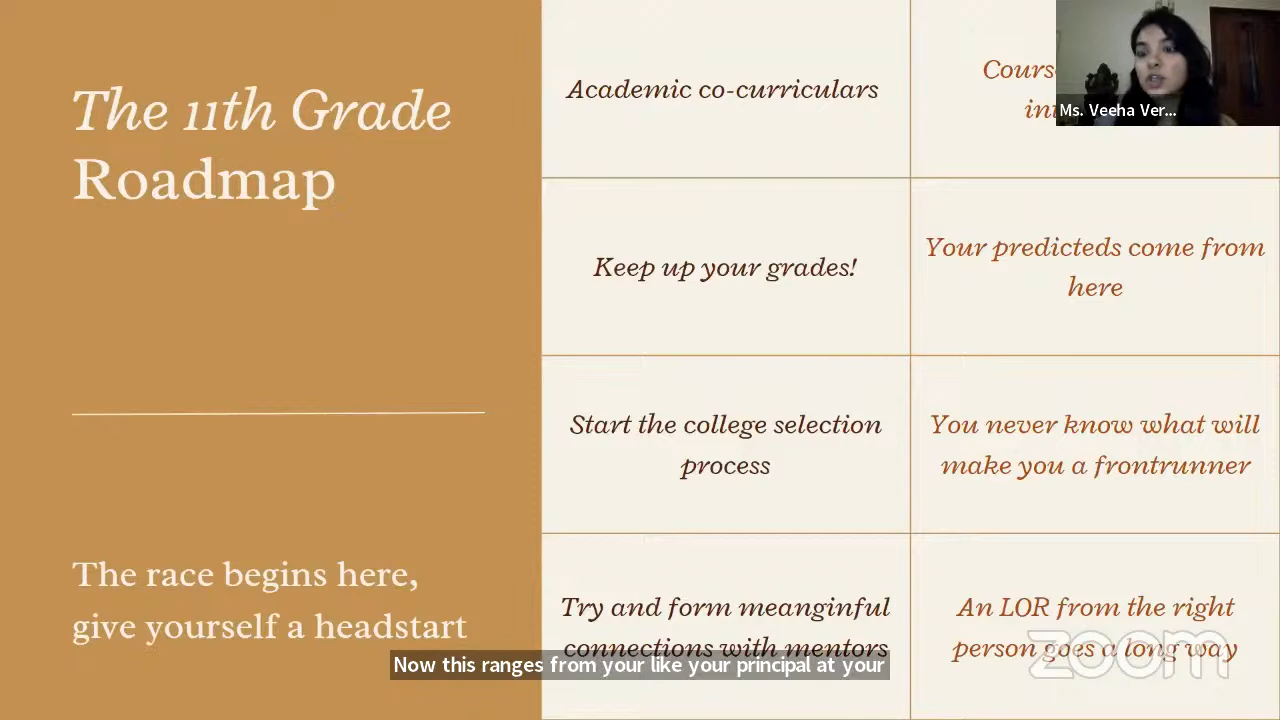 The 11th Grade
Roadmap
The race begins here,
give yourself a headstart
Academic co-curriculars
Ms. Veeha Ver...
Keep up your grades!
Your predicteds come from
here
Start the college selection
process
You never know what will
make you a frontrunner
Try and form meanginful
connections with mentors
An LOR from the right
person goes a long way
Now this ranges from your like your principal at your
zoom